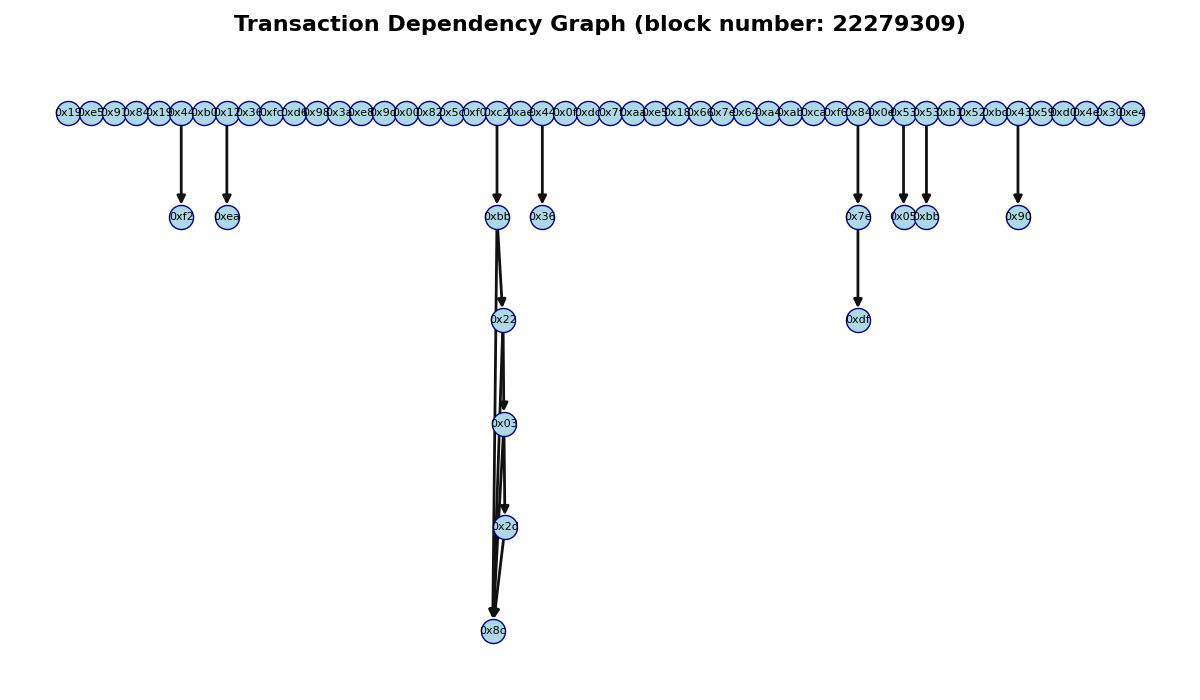 Transaction Dependency Graph (block number: 22279309)
0x19 0xe5 0x91 0x84 0x19 0x44 0xb0 0x12 0x36 0xfc 0xd6 0x98 0x3a 0xe8 0x9d 0x00 0x82 0x5c 0xf0 0xc2 0xae 0x44 0x0f 0xdc 0x7f 0xaa 0xe5 0x18 0x66 0x7e 0x64 0xa4 0xab 0xca 0xf6 0x84 0x0e 0x53 0x53 0xb1 0x52 0xbd 0x43 0x59 0xd0 0x4e 0x30 0xe4
0xf2 0xea 0xbb 0x36 0x7e 0x05 0xbb 0x90
0x22 0xdf
0x03
0x2d
0x8c